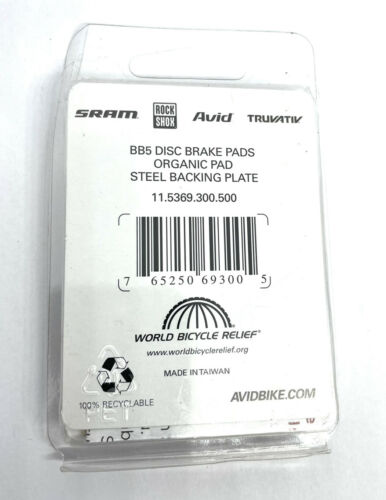 SRAM ROCK SHOX Avid TRUVATIV
BB5 DISC BRAKE PADS
ORGANIC PAD
STEEL BACKING PLATE
11.5369.300.500
7 65250 69300 5
WORLD BICYCLE RELIEF®
www.worldbicyclerelief.org
MADE IN TAIWAN
100% RECYCLABLE
AVIDBIKE.COM